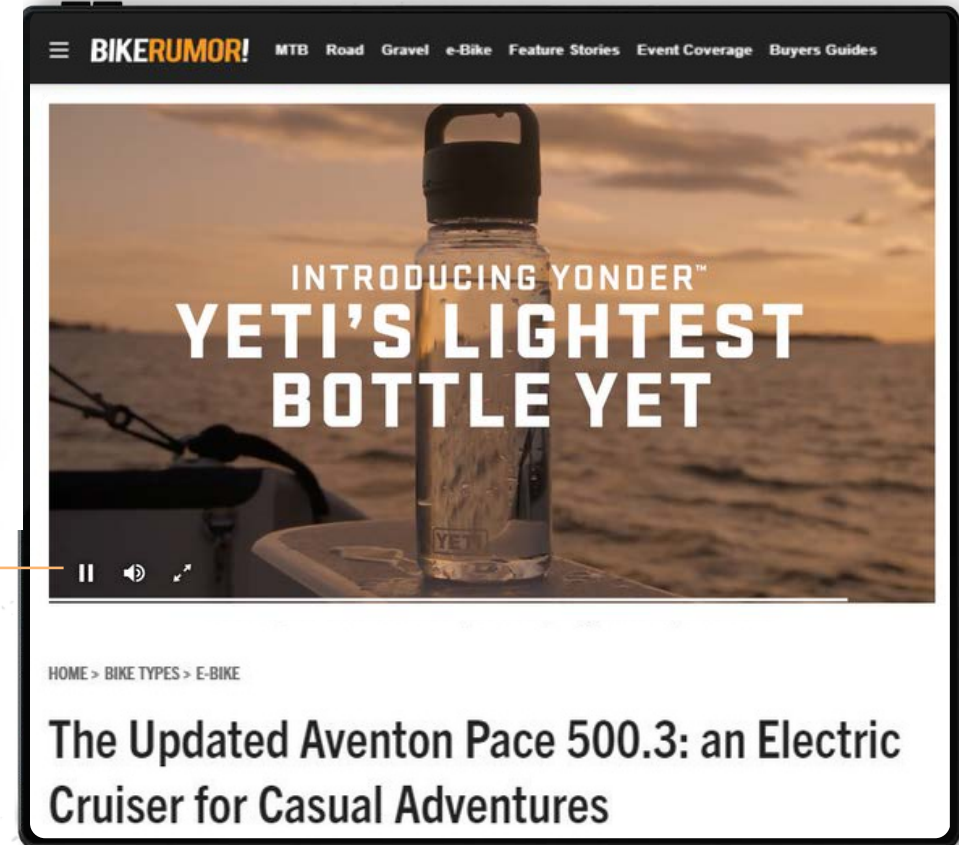 BIKERUMOR! MTB Road Gravel e-Bike Feature Stories Event Coverage Buyers Guides
INTRODUCING YONDER™
YETI'S LIGHTEST
BOTTLE YET
YETI
HOME > BIKE TYPES > E-BIKE
The Updated Aventon Pace 500.3: an Electric
Cruiser for Casual Adventures